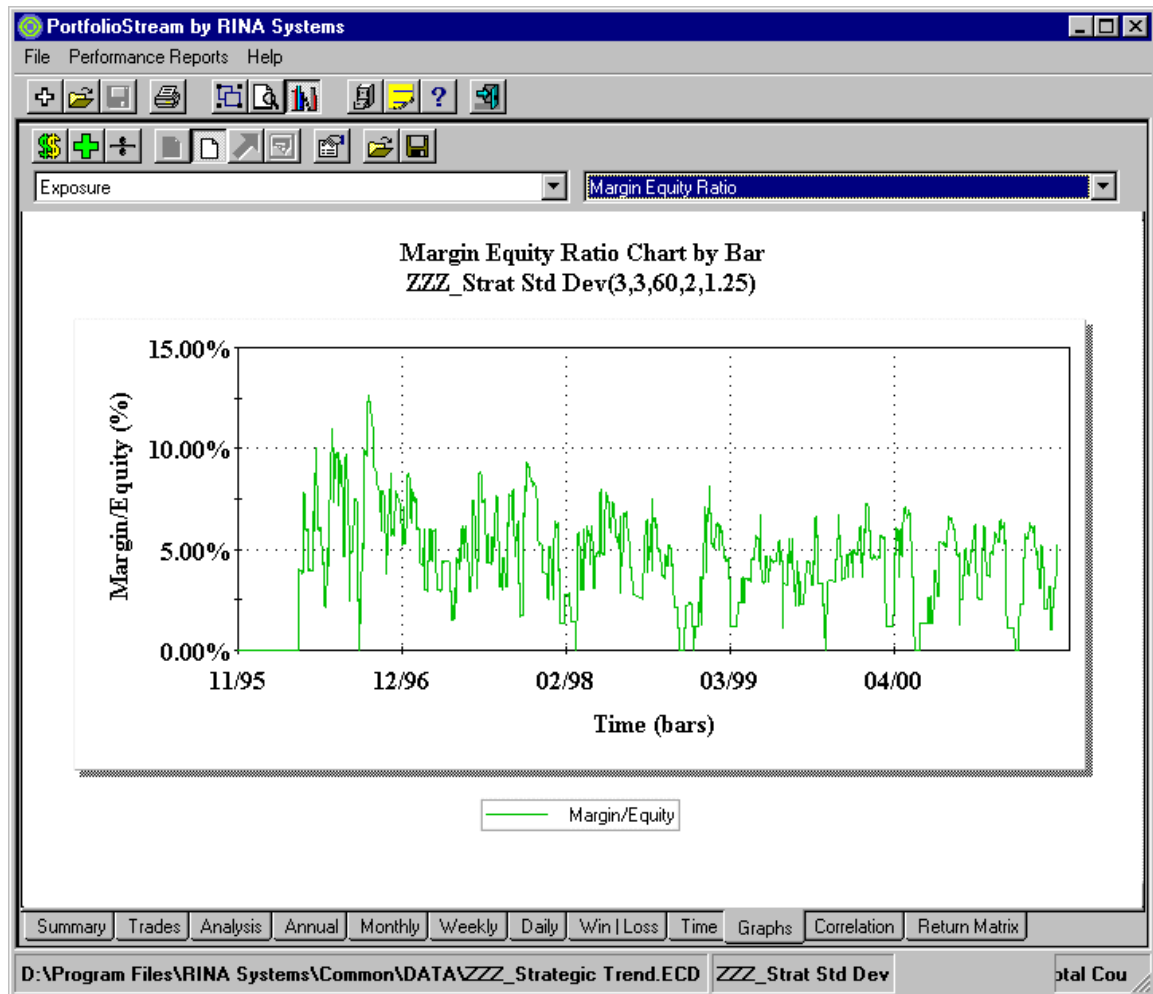 PortfolioStream by RINA Systems
File Performance Reports Help
?
$$
Exposure
Margin Equity Ratio
Margin Equity Ratio Chart by Bar
ZZZ_Strat Std Dev(3,3,60,2,1.25)
Margin/Equity (%)
15.00%
10.00%
5.00%
0.00%
11/95 12/96 02/98 03/99 04/00
Time (bars)
Margin/Equity
Summary Trades Analysis Annual Monthly Weekly Daily Win | Loss Time Graphs Correlation Return Matrix
D:\Program Files\RINA Systems\Common\DATA\ZZZ_Strategic Trend.ECD ZZZ_Strat Std Dev otal Cou